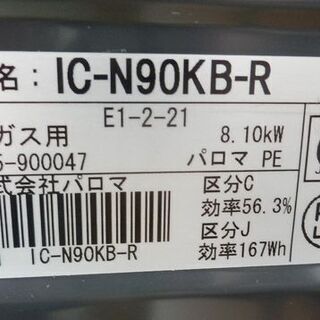 名：IC-N90KB-R
E1-2-21
ガス用 8.10kW
5-900047 パロマ PE
式会社パロマ 区分C
効率56.3%
区分J
IC-N90KB-R 効率167Wh